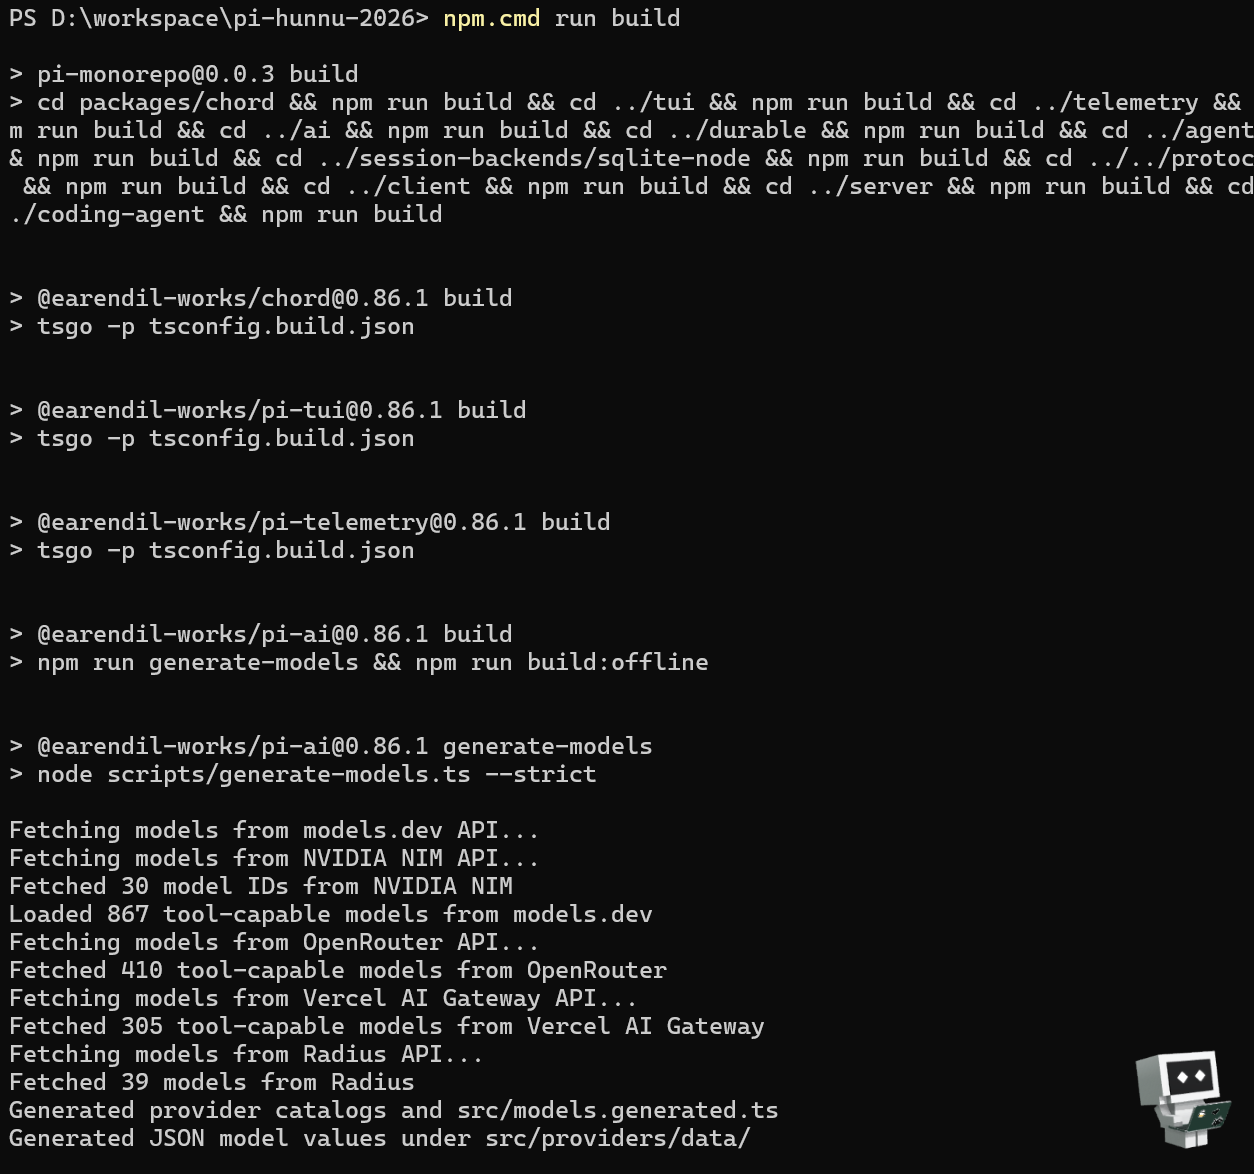 PS D:\workspace\pi-hunnu-2026> npm.cmd run build
> pi-monorepo@0.0.3 build
> cd packages/chord && npm run build && cd ../tui && npm run build && cd ../telemetry &&
m run build && cd ../ai && npm run build && cd ../durable && npm run build && cd ../agent
& npm run build && cd ../session-backends/sqlite-node && npm run build && cd ../../protoc
&& npm run build && cd ../client && npm run build && cd ../server && npm run build && cd
./coding-agent && npm run build
> @earendil-works/chord@0.86.1 build
> tsgo -p tsconfig.build.json
> @earendil-works/pi-tui@0.86.1 build
> tsgo -p tsconfig.build.json
> @earendil-works/pi-telemetry@0.86.1 build
> tsgo -p tsconfig.build.json
> @earendil-works/pi-ai@0.86.1 build
> npm run generate-models && npm run build:offline
> @earendil-works/pi-ai@0.86.1 generate-models
> node scripts/generate-models.ts --strict
Fetching models from models.dev API...
Fetching models from NVIDIA NIM API...
Fetched 30 model IDs from NVIDIA NIM
Loaded 867 tool-capable models from models.dev
Fetching models from OpenRouter API...
Fetched 410 tool-capable models from OpenRouter
Fetching models from Vercel AI Gateway API...
Fetched 305 tool-capable models from Vercel AI Gateway
Fetching models from Radius API...
Fetched 39 models from Radius
Generated provider catalogs and src/models.generated.ts
Generated JSON model values under src/providers/data/